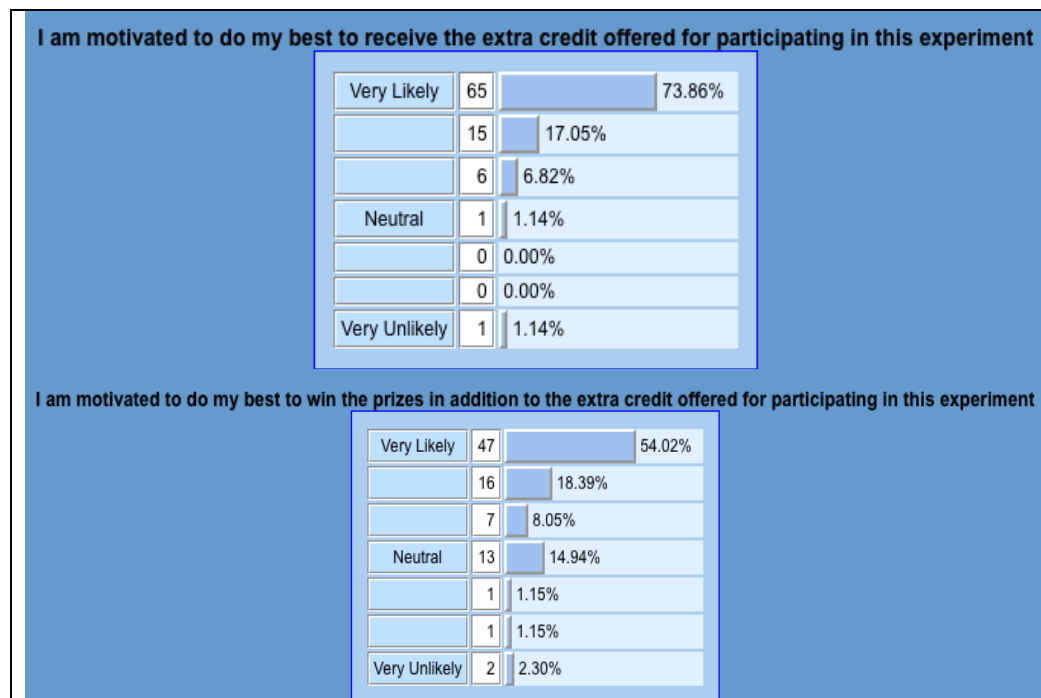 I am motivated to do my best to receive the extra credit offered for participating in this experiment
Very Likely 65 73.86%
15 17.05%
6 6.82%
Neutral 1 1.14%
0 0.00%
0 0.00%
Very Unlikely 1 1.14%
I am motivated to do my best to win the prizes in addition to the extra credit offered for participating in this experiment
Very Likely 47 54.02%
16 18.39%
7 8.05%
Neutral 13 14.94%
1 1.15%
1 1.15%
Very Unlikely 2 2.30%